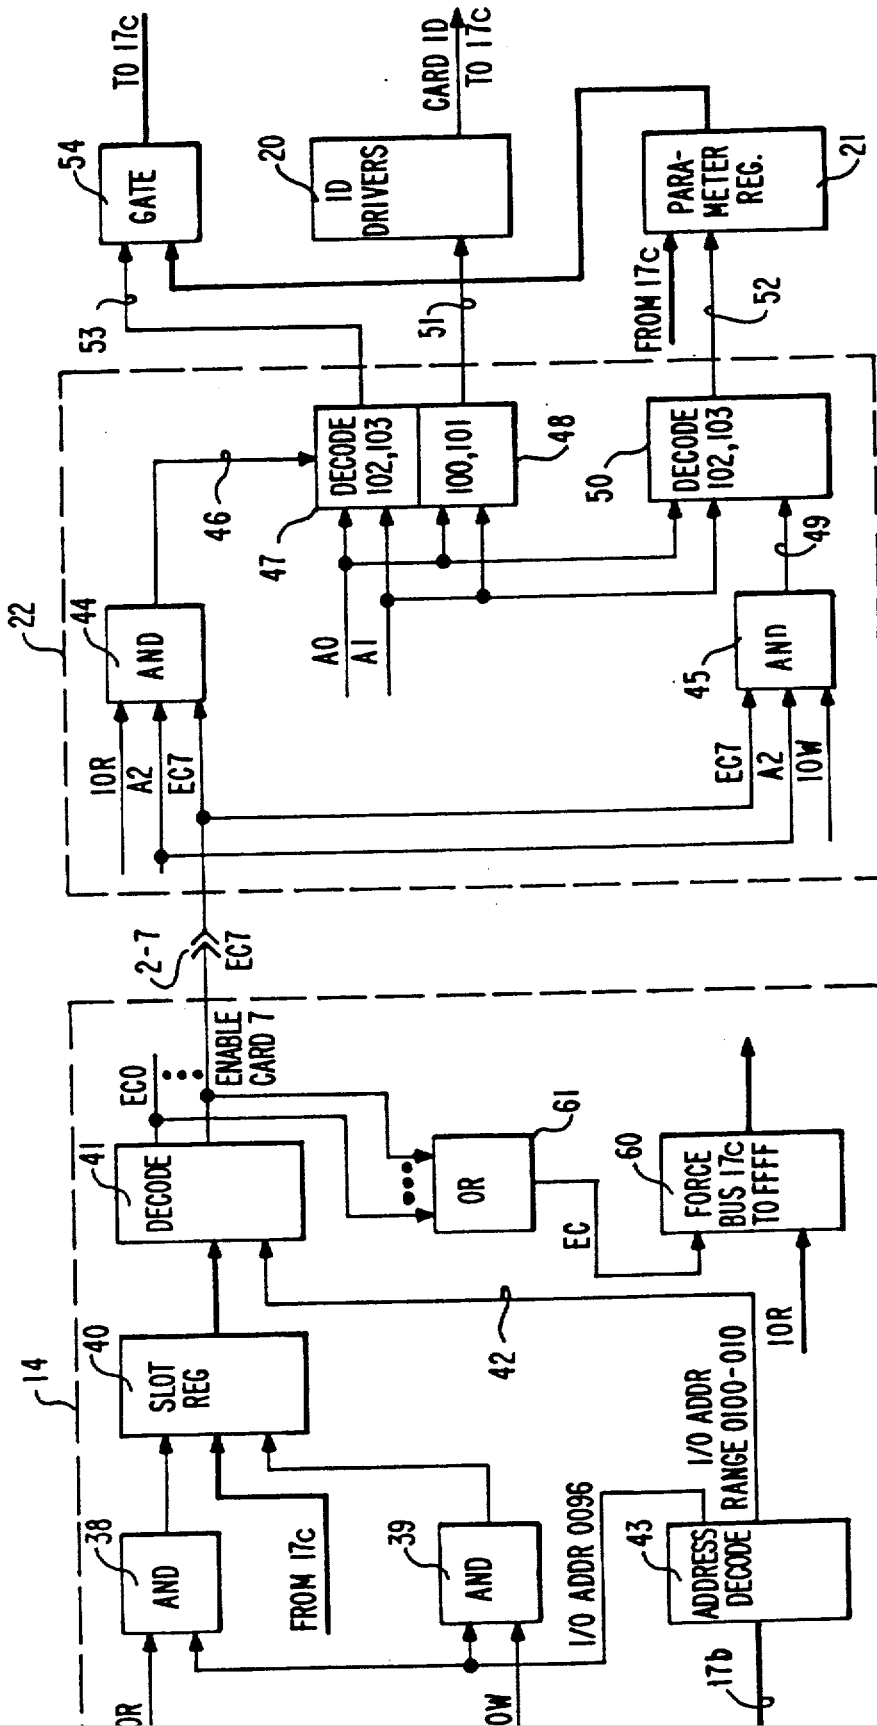 14
22
38
AND
IOR
FROM 17c
39
AND
IOW
I/O ADDR 0096
43
ADDRESS
DECODE
17b
I/O ADDR
RANGE 0100-010
40
SLOT
REG
42
41
DECODE
EC0
ENABLE
CARD 7
2-7
EC7
OR
61
EC
60
FORCE
BUS 17c
TO FFFF
IOR
IOR
A2
EC7
44
AND
46
A0
A1
47
DECODE
102,103
100,101
48
EC7
A2
IOW
45
AND
49
50
DECODE
102,103
53
51
52
FROM 17c
54
GATE
TO 17c
20
ID
DRIVERS
CARD ID
TO 17c
PARA-
METER
REG.
21